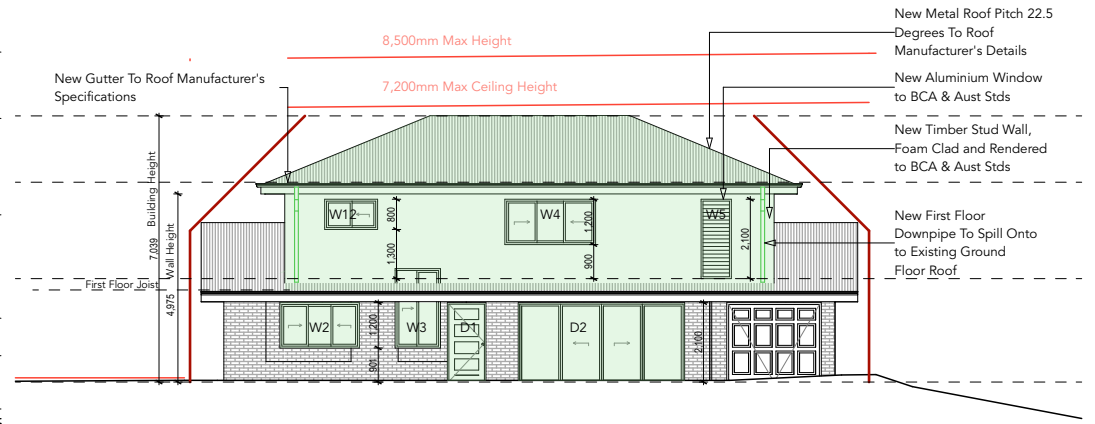 New Metal Roof Pitch 22.5
Degrees To Roof
Manufacturer's Details
8,500mm Max Height
New Gutter To Roof Manufacturer's
Specifications
7,200mm Max Ceiling Height
New Aluminium Window
to BCA & Aust Stds
New Timber Stud Wall,
Foam Clad and Rendered
to BCA & Aust Stds
7,039 Building Height
4,975 Wall Height
First Floor Joist
W12
800
1,300
W4
1,200
900
W5
2,100
New First Floor
Downpipe To Spill Onto
to Existing Ground
Floor Roof
W2
1,200
901
W3
D1
D2
2,100